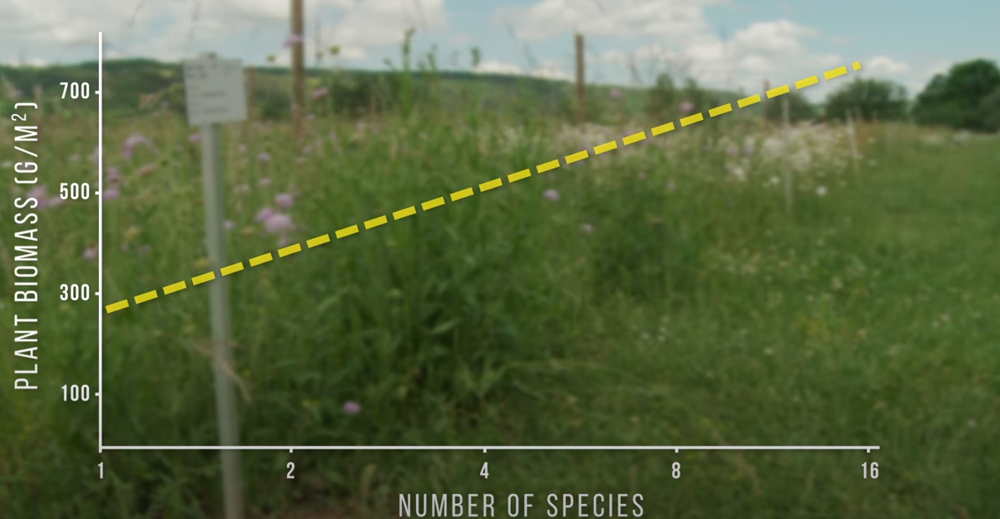 700
500
300
100
PLANT BIOMASS (G/M²)
1 2 4 8 16
NUMBER OF SPECIES